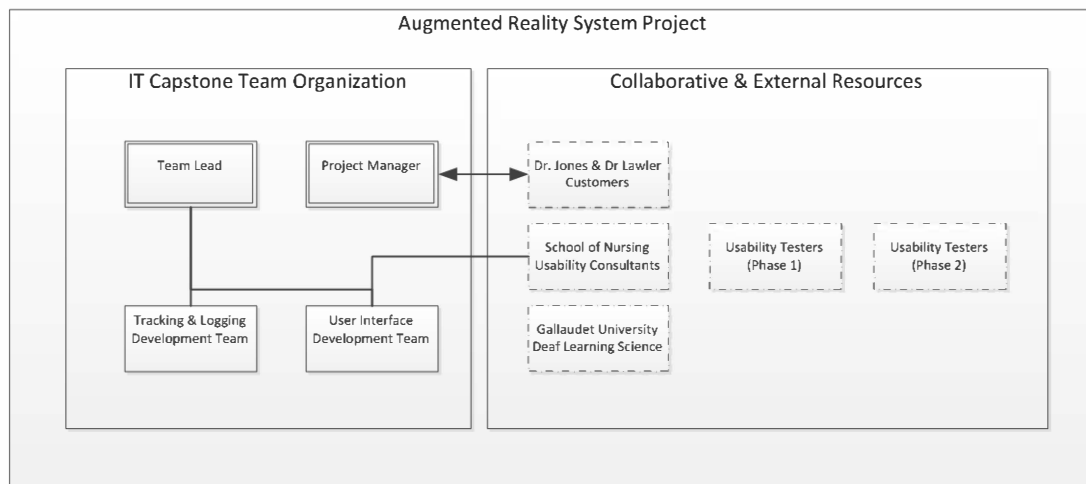 Augmented Reality System Project
IT Capstone Team Organization
Team Lead
Project Manager
Tracking & Logging
Development Team
User Interface
Development Team
Collaborative & External Resources
Dr. Jones & Dr Lawler
Customers
School of Nursing
Usability Consultants
Usability Testers
(Phase 1)
Usability Testers
(Phase 2)
Gallaudet University
Deaf Learning Science